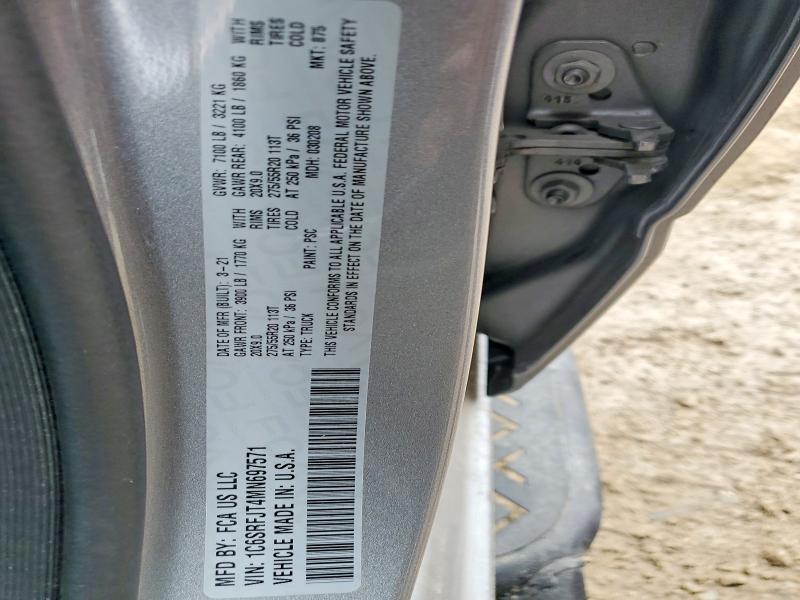 MFD BY: FCA US LLC
DATE OF MFR (BUILT): 3-21
GVWR: 7100 LB / 3221 KG
VIN: 1C6SRFJT4MN697571
GAWR FRONT: 3900 LB / 1770 KG WITH
GAWR REAR: 4100 LB / 1860 KG WITH
20X9.0 RIMS
20X9.0 RIMS
VEHICLE MADE IN: U.S.A.
275/55R20 113T TIRES
275/55R20 113T TIRES
AT 250 kPa / 36 PSI COLD
AT 250 kPa / 36 PSI COLD
TYPE: TRUCK PAINT: PSC MDH: 030208 MKT: 875
THIS VEHICLE CONFORMS TO ALL APPLICABLE U.S.A. FEDERAL MOTOR VEHICLE SAFETY
STANDARDS IN EFFECT ON THE DATE OF MANUFACTURE SHOWN ABOVE.
415
416